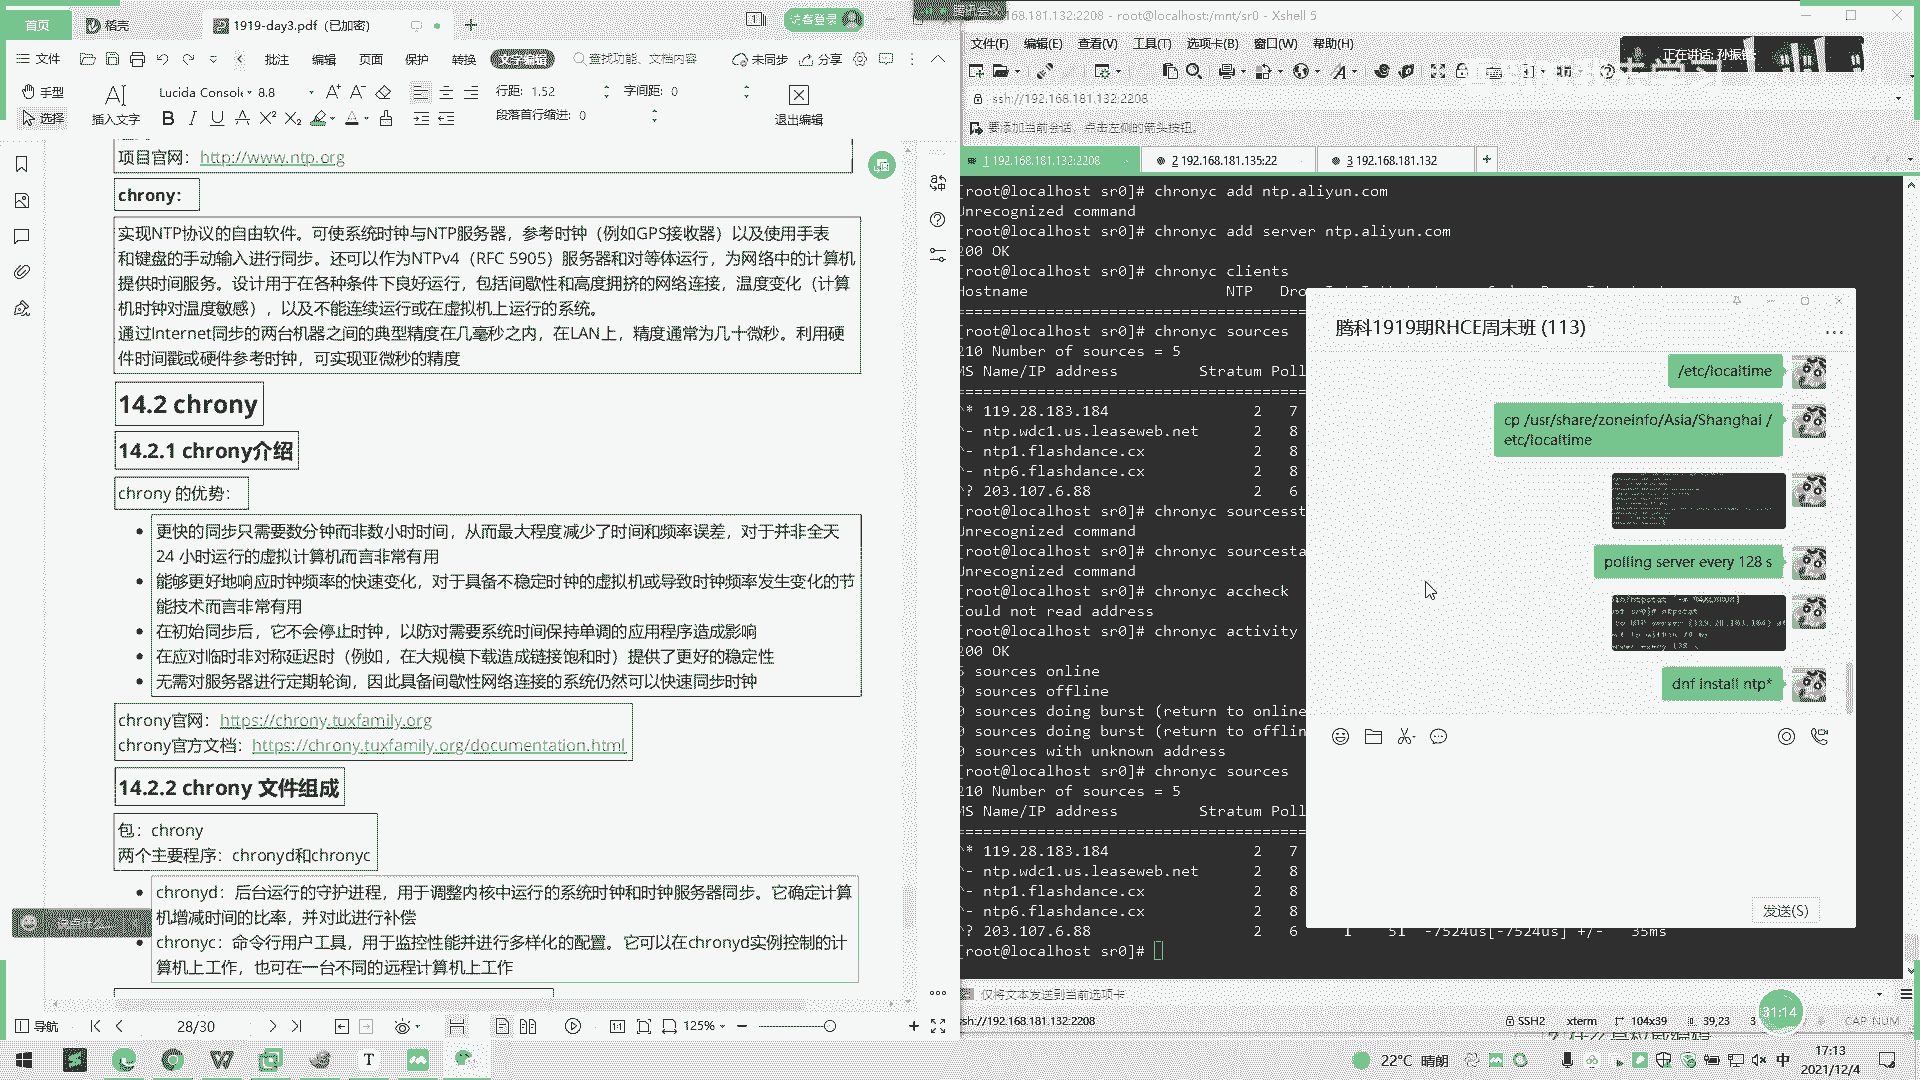 首页
稻壳
1919-day3.pdf (已加密)
访客登录
文件
批注
编辑
页面
保护
转换
文字编辑
查找功能、文档内容
未同步
分享
手型
选择
插入文字
Lucida Consol
8.8
行距: 1.52
字间距: 0
段落首行缩进: 0
退出编辑
项目官网: http://www.ntp.org
chrony:
实现NTP协议的自由软件。可使系统时钟与NTP服务器，参考时钟（例如GPS接收器）以及使用手表
和键盘的手动输入进行同步。还可以作为NTPv4（RFC 5905）服务器和对等体运行，为网络中的计算机
提供时间服务。设计用于在各种条件下良好运行，包括间歇性和高度拥挤的网络连接，温度变化（计算
机时钟对温度敏感），以及不能连续运行或在虚拟机上运行的系统。
通过Internet同步的两台机器之间的典型精度在几毫秒之内，在LAN上，精度通常为几十微秒。利用硬
件时间戳或硬件参考时钟，可实现亚微秒的精度
14.2 chrony
14.2.1 chrony介绍
chrony 的优势:
更快的同步只需要数分钟而非数小时时间，从而最大程度减少了时间和频率误差，对于并非全天
24 小时运行的虚拟计算机而言非常有用
能够更好地响应时钟频率的快速变化，对于具备不稳定时钟的虚拟机或导致时钟频率发生变化的节
能技术而言非常有用
在初始同步后，它不会停止时钟，以防对需要系统时间保持单调的应用程序造成影响
在应对临时非对称延迟时（例如，在大规模下载造成链接饱和时）提供了更好的稳定性
无需对服务器进行定期轮询，因此具备间歇性网络连接的系统仍然可以快速同步时钟
chrony官网: https://chrony.tuxfamily.org
chrony官方文档: https://chrony.tuxfamily.org/documentation.html
14.2.2 chrony 文件组成
包: chrony
两个主要程序: chronyd和chronyc
chronyd: 后台运行的守护进程，用于调整内核中运行的系统时钟和时钟服务器同步。它确定计算
机增减时间的比率，并对此进行补偿
chronyc: 命令行用户工具，用于监控性能并进行多样化的配置。它可以在chronyd实例控制的计
算机上工作，也可在一台不同的远程计算机上工作
导航
28/30
125%
.168.181.132:2208 - root@localhost:/mnt/sr0 - Xshell 5
文件(F) 编辑(E) 查看(V) 工具(T) 选项卡(B) 窗口(W) 帮助(H)
正在讲话: 孙振
ssh://192.168.181.132:2208
要添加当前会话，点击左侧的箭头按钮。
1 192.168.181.132:2208
2 192.168.181.135:22
3 192.168.181.132
[root@localhost sr0]# chronyc add ntp.aliyun.com
Unrecognized command
[root@localhost sr0]# chronyc add server ntp.aliyun.com
200 OK
[root@localhost sr0]# chronyc clients
Hostname NTP Dro
[root@localhost sr0]# chronyc sources
210 Number of sources = 5
MS Name/IP address Stratum Poll
^* 119.28.183.184 2 7
^- ntp.wdc1.us.leaseweb.net 2 8
^- ntp1.flashdance.cx 2 8
^- ntp6.flashdance.cx 2 8
^? 203.107.6.88 2 6
[root@localhost sr0]# chronyc sourcesst
Unrecognized command
[root@localhost sr0]# chronyc sourcesta
Unrecognized command
[root@localhost sr0]# chronyc accheck
Could not read address
[root@localhost sr0]# chronyc activity
200 OK
5 sources online
0 sources offline
0 sources doing burst (return to online
0 sources doing burst (return to offlin
0 sources with unknown address
[root@localhost sr0]# chronyc sources
210 Number of sources = 5
MS Name/IP address Stratum Poll
^* 119.28.183.184 2 7
^- ntp.wdc1.us.leaseweb.net 2 8
^- ntp1.flashdance.cx 2 8
^- ntp6.flashdance.cx 2 8
^? 203.107.6.88 2 6 1 51 -7524us[-7524us] +/- 35ms
[root@localhost sr0]#
腾科1919期RHCE周末班 (113)
/etc/localtime
cp /usr/share/zoneinfo/Asia/Shanghai /
etc/localtime
polling server every 128 s
dnf install ntp*
发送(S)
仅将文本发送到当前选项卡
ssh://192.168.181.132:2208
SSH2
xterm
104x39
39,23
CAP NUM
31:14
22°C 晴朗
中
17:13
2021/12/4